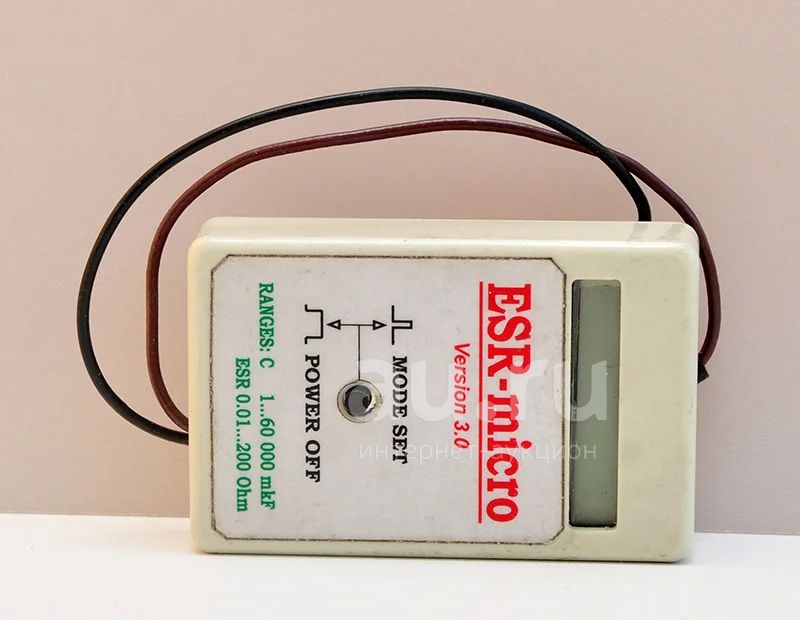 ESR-micro
Version 3.0
MODE SET
POWER OFF
RANGES: C 1...60 000 mkF
ESR 0.01...200 Ohm
au.ru
интернет-аукцион